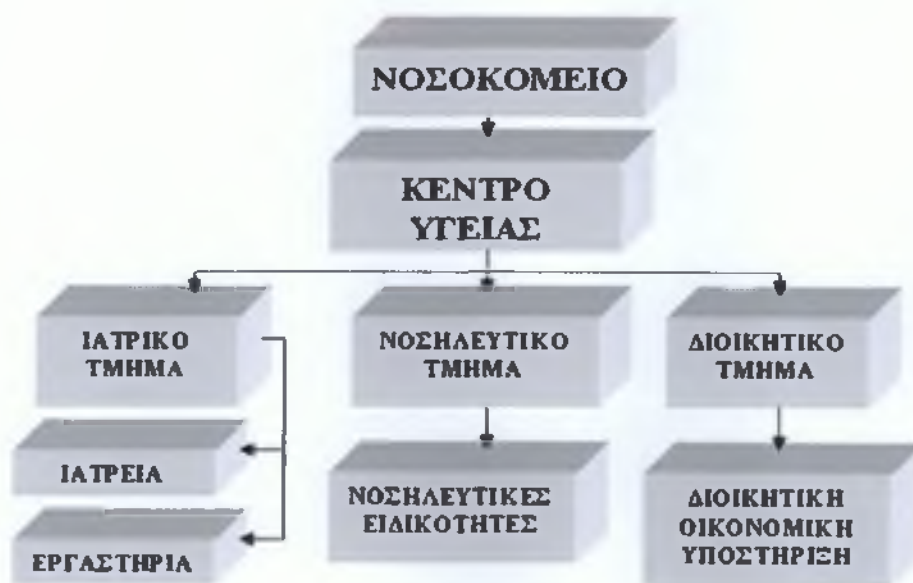 ΝΟΣΟΚΟΜΕΙΟ
ΚΕΝΤΡΟ
ΥΓΕΙΑΣ
ΙΑΤΡΙΚΟ
ΤΜΗΜΑ
ΝΟΣΗΛΕΥΤΙΚΟ
ΤΜΗΜΑ
ΔΙΟΙΚΗΤΙΚΟ
ΤΜΗΜΑ
ΙΑΤΡΕΙΑ
ΕΡΓΑΣΤΗΡΙΑ
ΝΟΣΗΛΕΥΤΙΚΕΣ
ΕΙΔΙΚΟΤΗΤΕΣ
ΔΙΟΙΚΗΤΙΚΗ
ΟΙΚΟΝΟΜΙΚΗ
ΥΠΟΣΤΗΡΙΞΗ